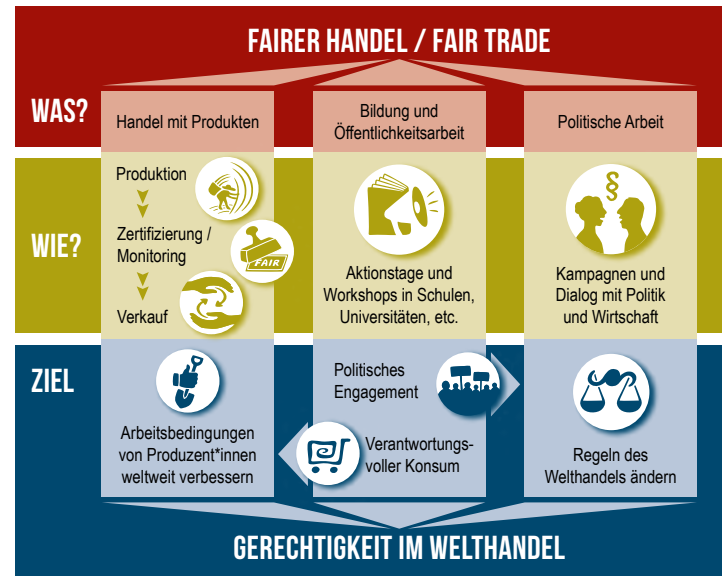 FAIRER HANDEL / FAIR TRADE
WAS?
Handel mit Produkten
Bildung und
Öffentlichkeitsarbeit
Politische Arbeit
WIE?
Produktion
Zertifizierung /
Monitoring
FAIR
Verkauf
Aktionstage und
Workshops in Schulen,
Universitäten, etc.
§
Kampagnen und
Dialog mit Politik
und Wirtschaft
ZIEL
Arbeitsbedingungen
von Produzent*innen
weltweit verbessern
Politisches
Engagement
Verantwortungs-
voller Konsum
Regeln des
Welthandels ändern
GERECHTIGKEIT IM WELTHANDEL